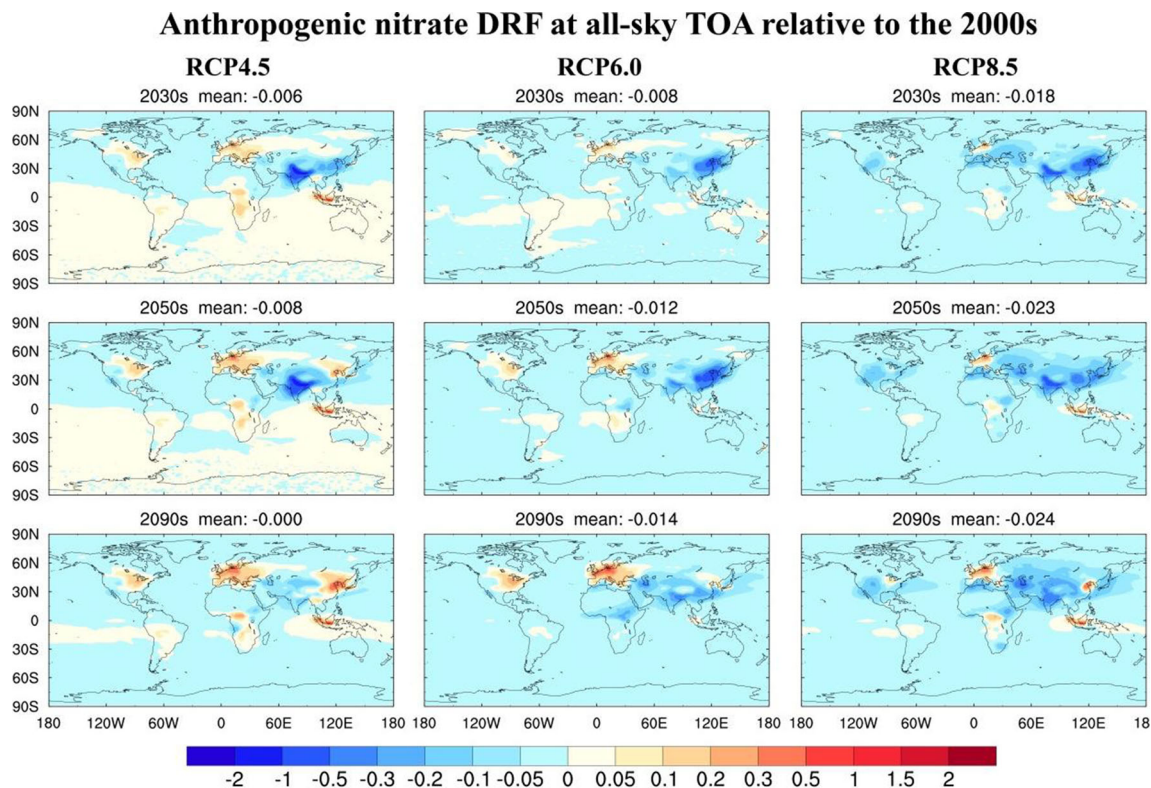 Anthropogenic nitrate DRF at all-sky TOA relative to the 2000s
RCP4.5 RCP6.0 RCP8.5
2030s mean: -0.006 2030s mean: -0.008 2030s mean: -0.018
90N
60N
30N
0
30S
60S
90S
2050s mean: -0.008 2050s mean: -0.012 2050s mean: -0.023
90N
60N
30N
0
30S
60S
90S
2090s mean: -0.000 2090s mean: -0.014 2090s mean: -0.024
90N
60N
30N
0
30S
60S
90S
180 120W 60W 0 60E 120E 180 120W 60W 0 60E 120E 180 120W 60W 0 60E 120E 180
-2 -1 -0.5 -0.3 -0.2 -0.1 -0.05 0 0.05 0.1 0.2 0.3 0.5 1 1.5 2